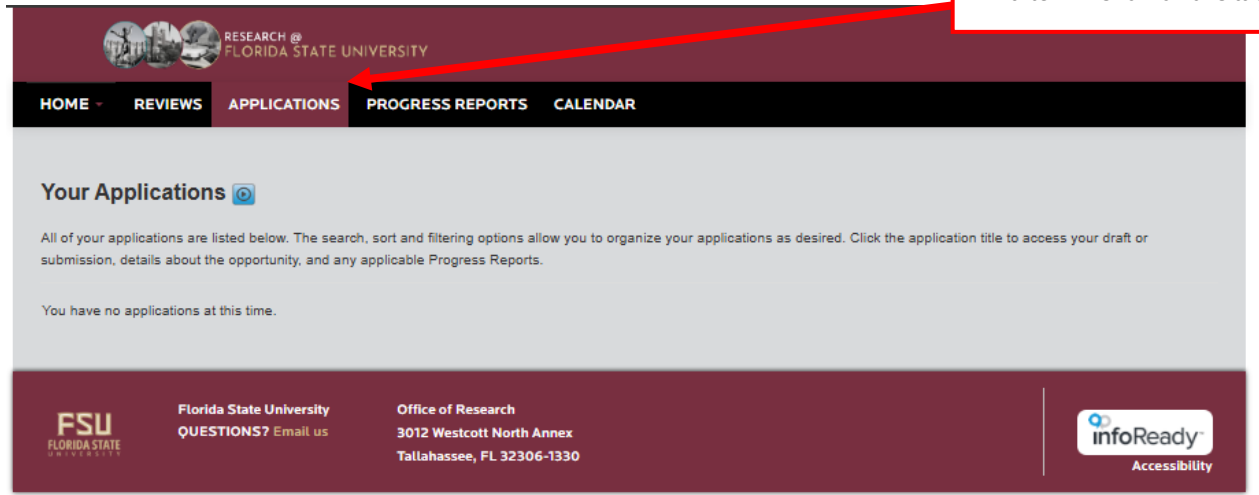 RESEARCH @
FLORIDA STATE UNIVERSITY
HOME REVIEWS APPLICATIONS PROGRESS REPORTS CALENDAR
Your Applications
All of your applications are listed below. The search, sort and filtering options allow you to organize your applications as desired. Click the application title to access your draft or
submission, details about the opportunity, and any applicable Progress Reports.
You have no applications at this time.
FSU
FLORIDA STATE
UNIVERSITY
Florida State University
QUESTIONS? Email us
Office of Research
3012 Westcott North Annex
Tallahassee, FL 32306-1330
infoReady
Accessibility